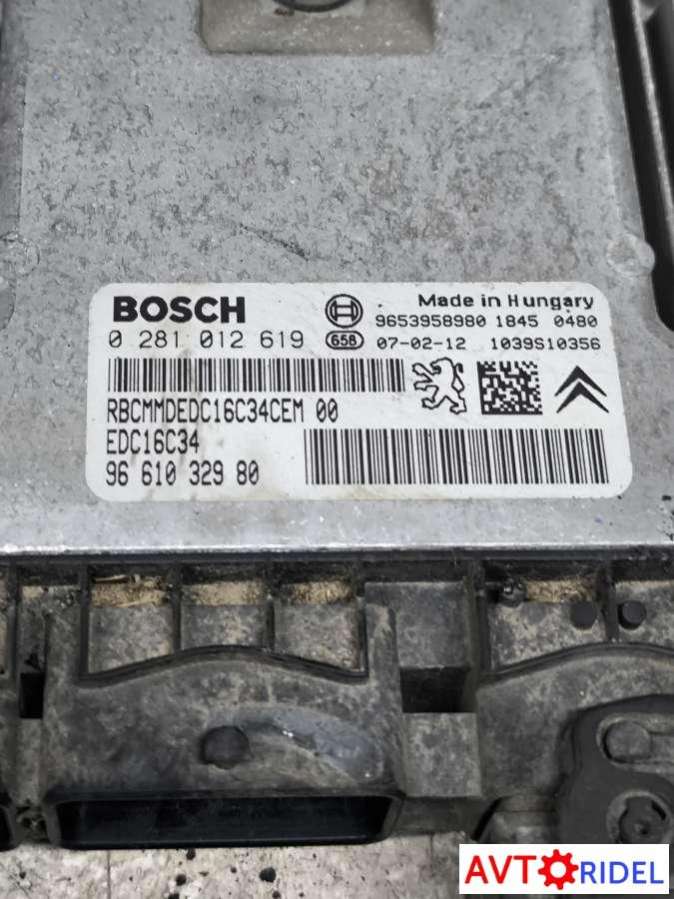 BOSCH
Made in Hungary
9653958980 1845 0480
0 281 012 619
658
07-02-12 1039S10356
RBCMMDEDC16C34CEM 00
EDC16C34
96 610 329 80
AVTORIDEL